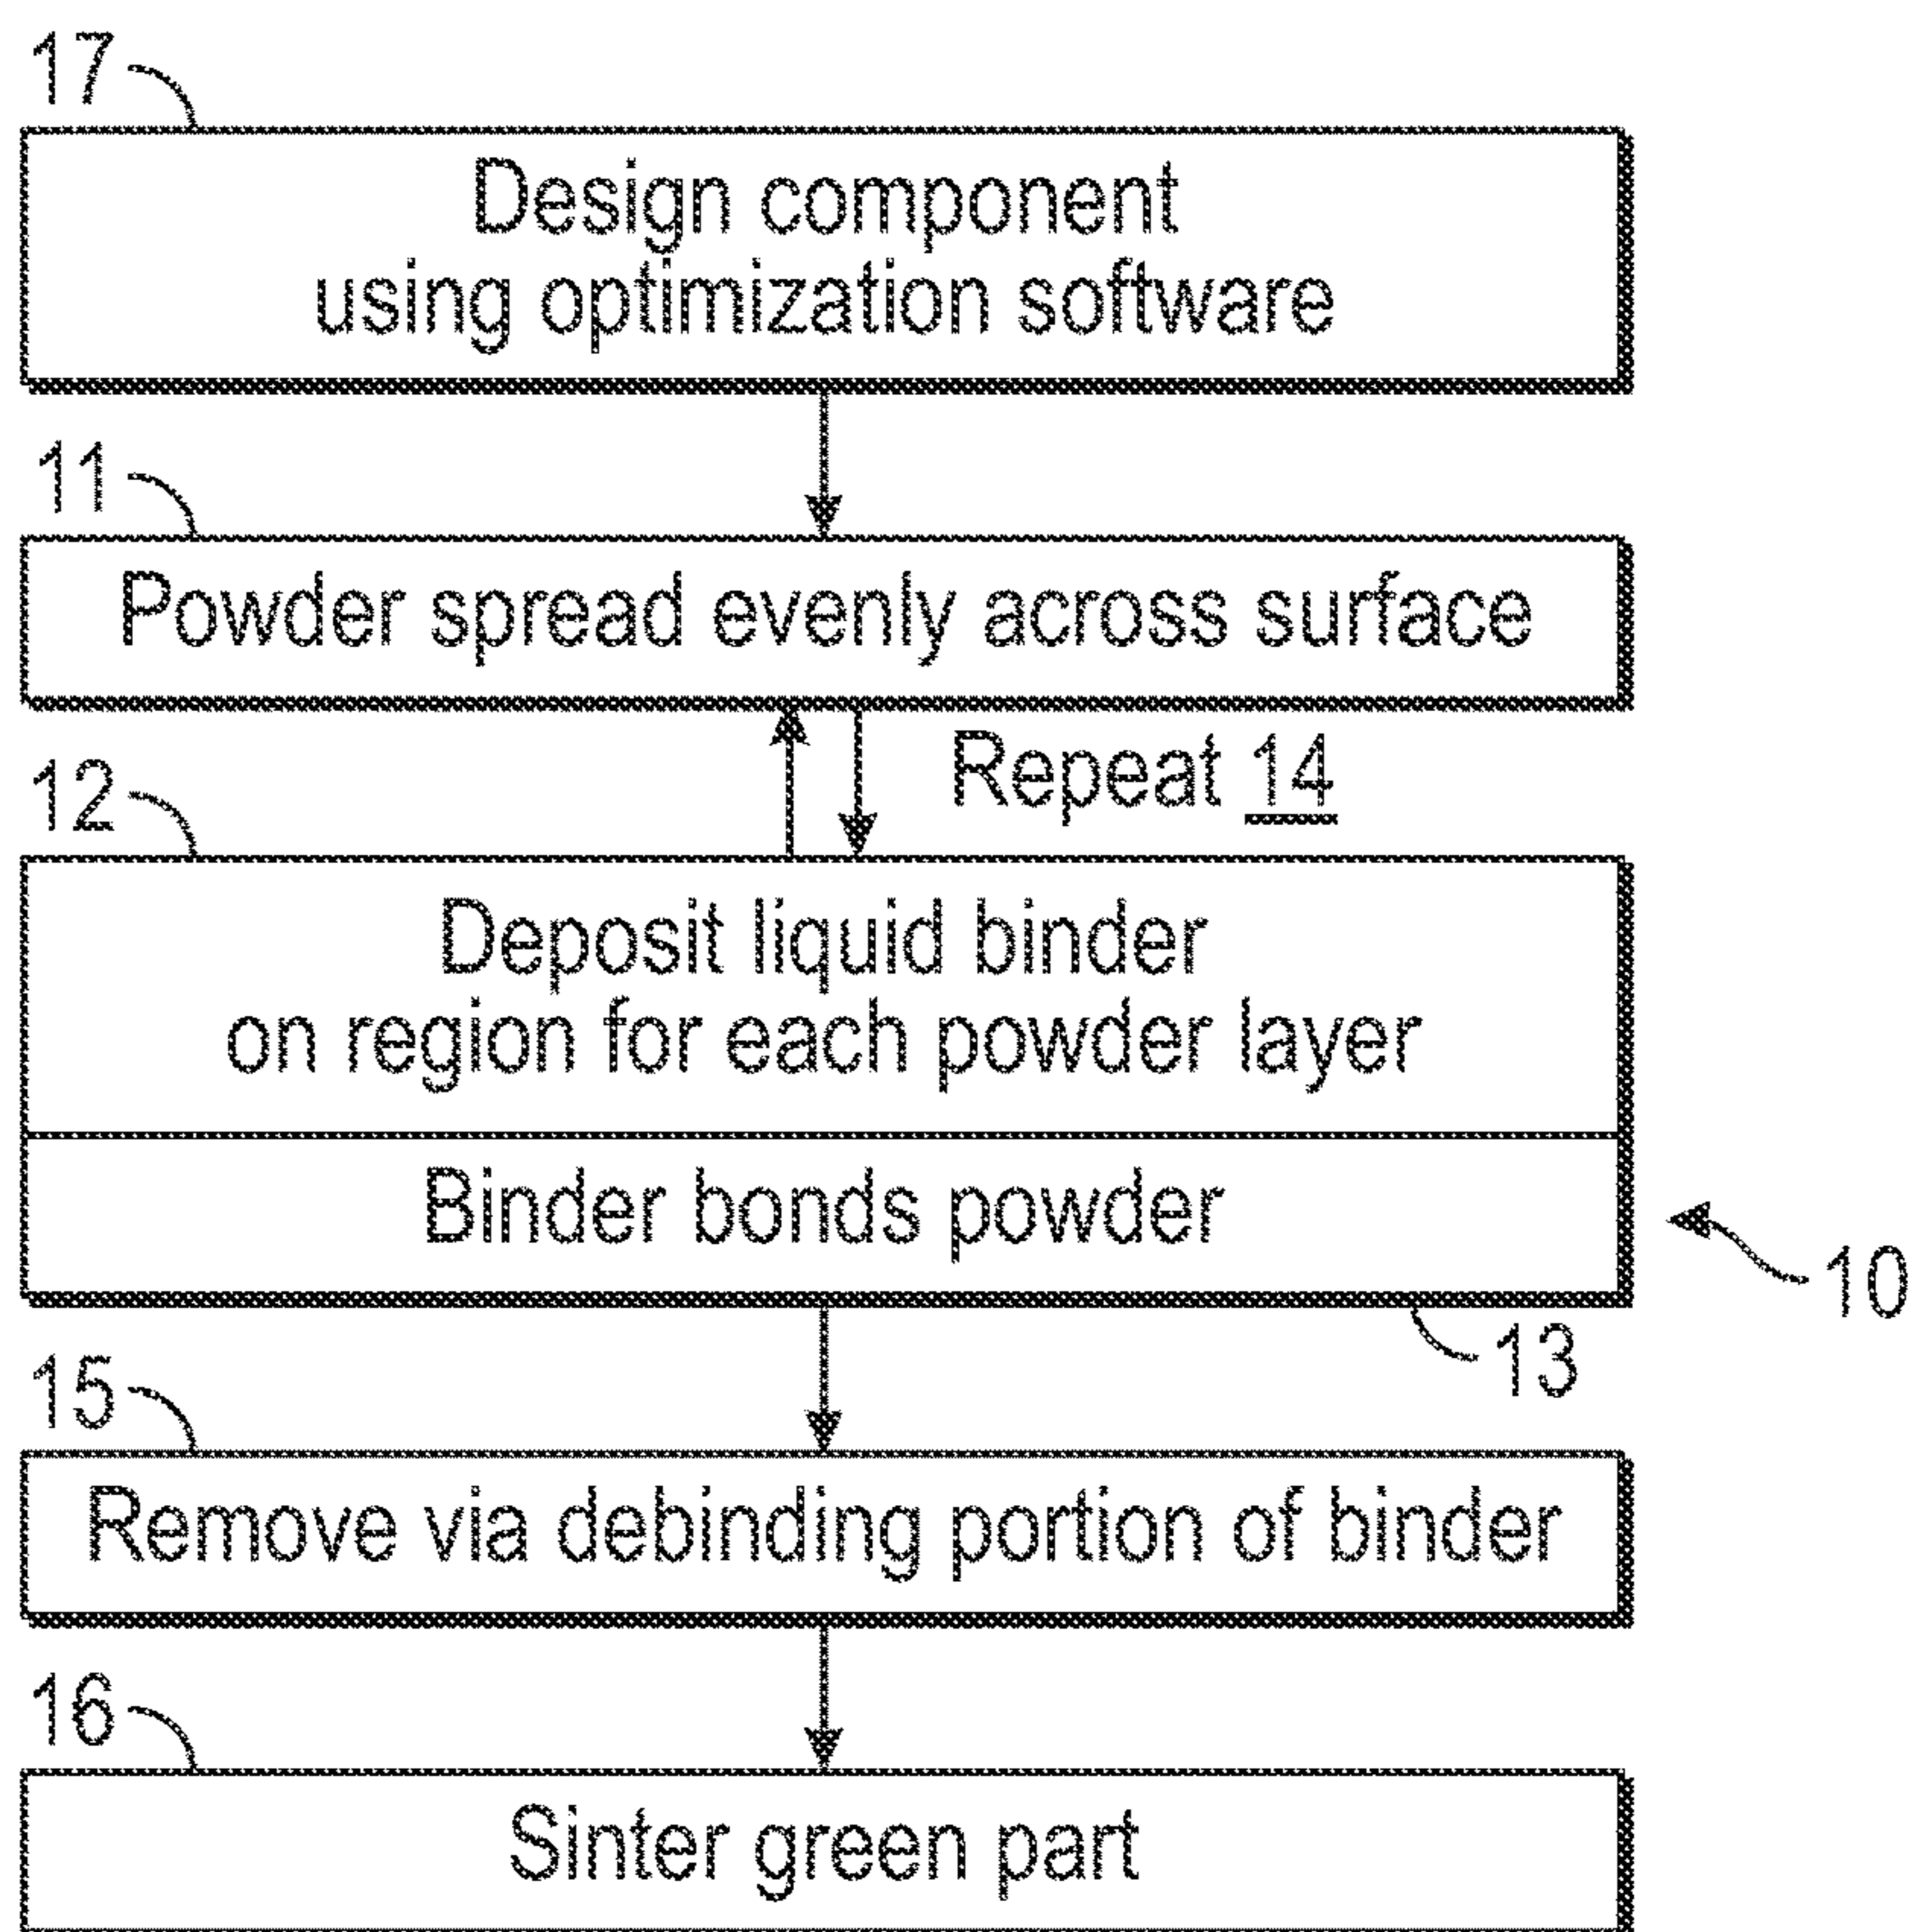 17
Design component
using optimization software
11
Powder spread evenly across surface
Repeat 14
12
Deposit liquid binder
on region for each powder layer
Binder bonds powder
10
13
15
Remove via debinding portion of binder
16
Sinter green part